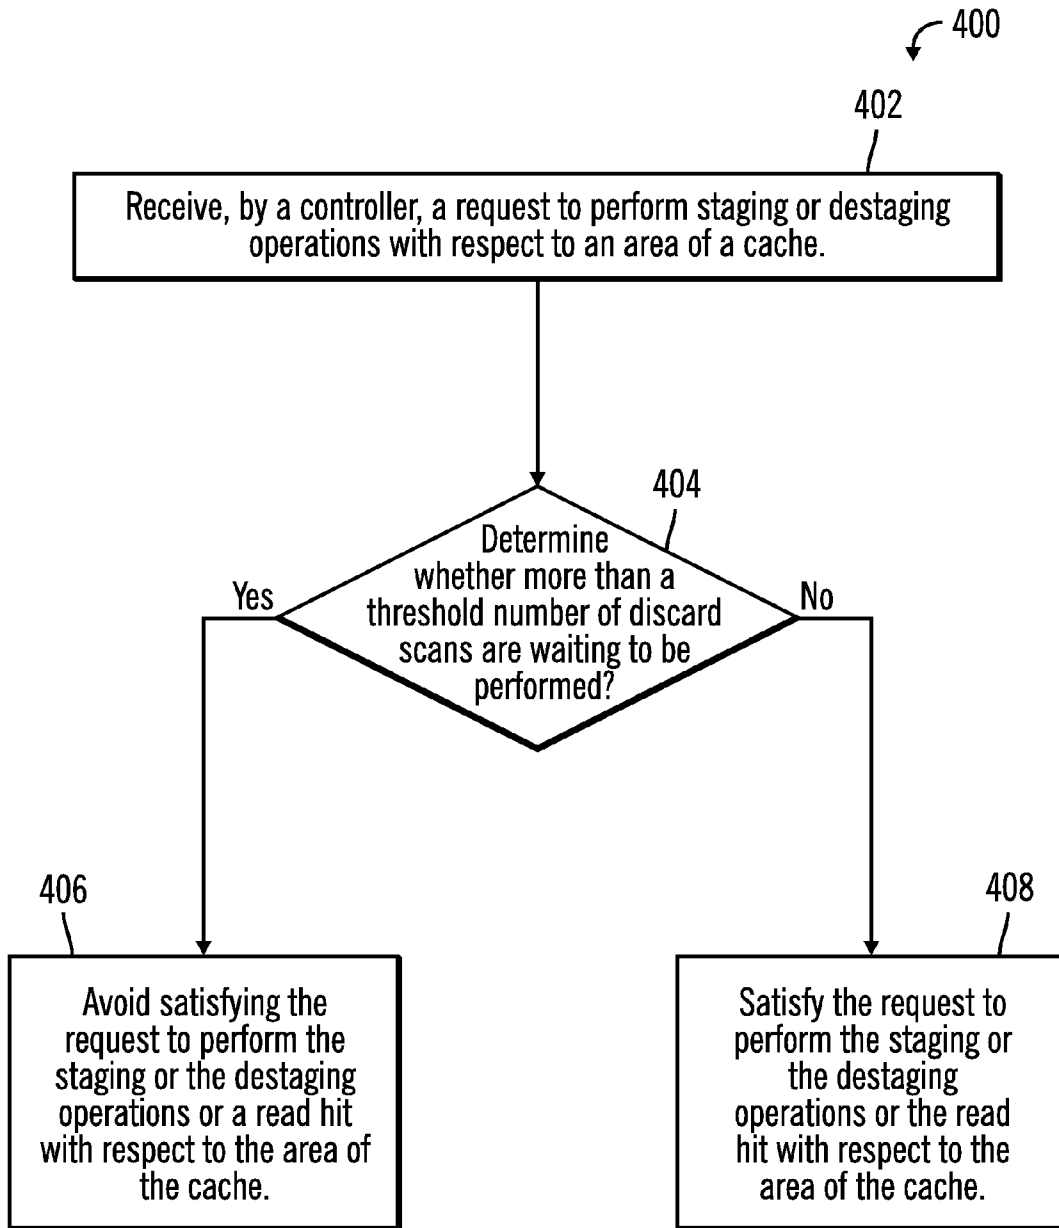 400
402
Receive, by a controller, a request to perform staging or destaging
operations with respect to an area of a cache.
404
Determine
whether more than a
threshold number of discard
scans are waiting to be
performed?
Yes
No
406
Avoid satisfying the
request to perform the
staging or the destaging
operations or a read hit
with respect to the area of
the cache.
408
Satisfy the request to
perform the staging or
the destaging
operations or the read
hit with respect to the
area of the cache.